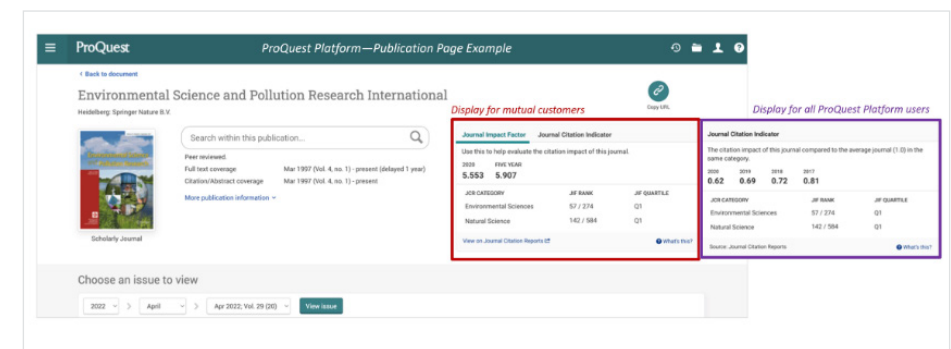 ProQuest
ProQuest Platform—Publication Page Example
< Back to document
Environmental Science and Pollution Research International
Heidelberg: Springer Nature B.V.
Copy URL
Display for mutual customers
Display for all ProQuest Platform users
Search within this publication...
Peer reviewed.
Full text coverage Mar 1997 (Vol. 4, no. 1) - present (delayed 1 year)
Citation/Abstract coverage Mar 1997 (Vol. 4, no. 1) - present
More publication information
Scholarly Journal
Journal Impact Factor Journal Citation Indicator
Use this to help evaluate the citation impact of this journal.
2020 FIVE YEAR
5.553 5.907
JCR CATEGORY JIF RANK JIF QUARTILE
Environmental Sciences 57 / 274 Q1
Natural Science 142 / 584 Q1
View on Journal Citation Reports What's this?
Journal Citation Indicator
The citation impact of this journal compared to the average journal (1.0) in the
same category.
2020 2019 2018 2017
0.62 0.69 0.72 0.81
JCR CATEGORY JIF RANK JIF QUARTILE
Environmental Sciences 57 / 274 Q1
Natural Science 142 / 584 Q1
Source: Journal Citation Reports What's this?
Choose an issue to view
2022 > April > Apr 2022; Vol. 29 (20) View issue